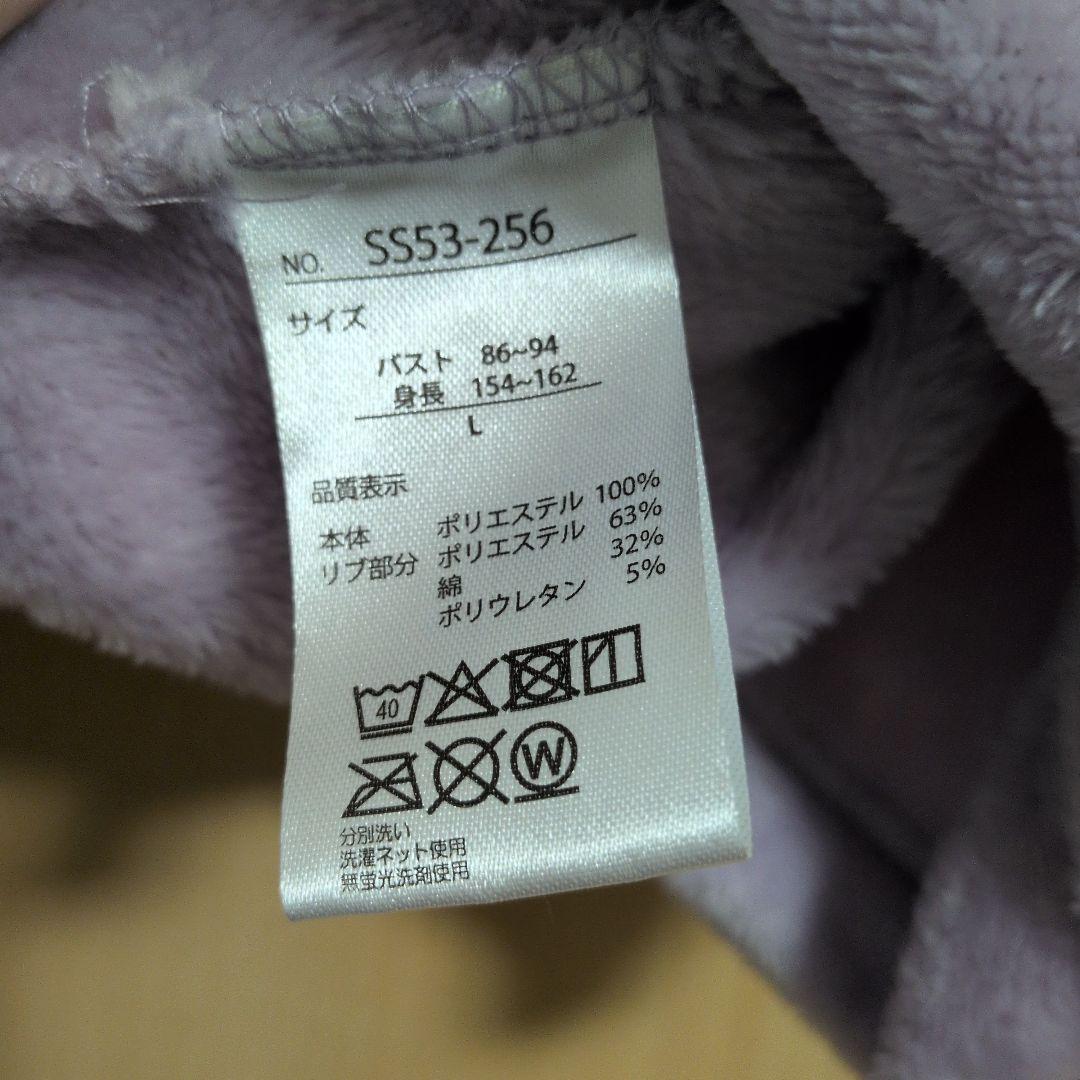 NO. SS53-256
サイズ
バスト 86~94
身長 154~162
L
品質表示
本体 ポリエステル 100%
リブ部分 ポリエステル 63%
綿 32%
ポリウレタン 5%
40
W
分別洗い
洗濯ネット使用
無蛍光洗剤使用